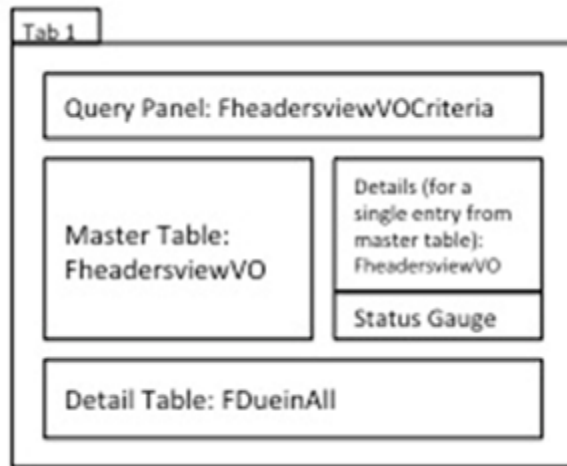 Tab 1
Query Panel: FheadersviewVOCriteria
Master Table:
FheadersviewVO
Details (for a
single entry from
master table):
FheadersviewVO
Status Gauge
Detail Table: FDueinAll